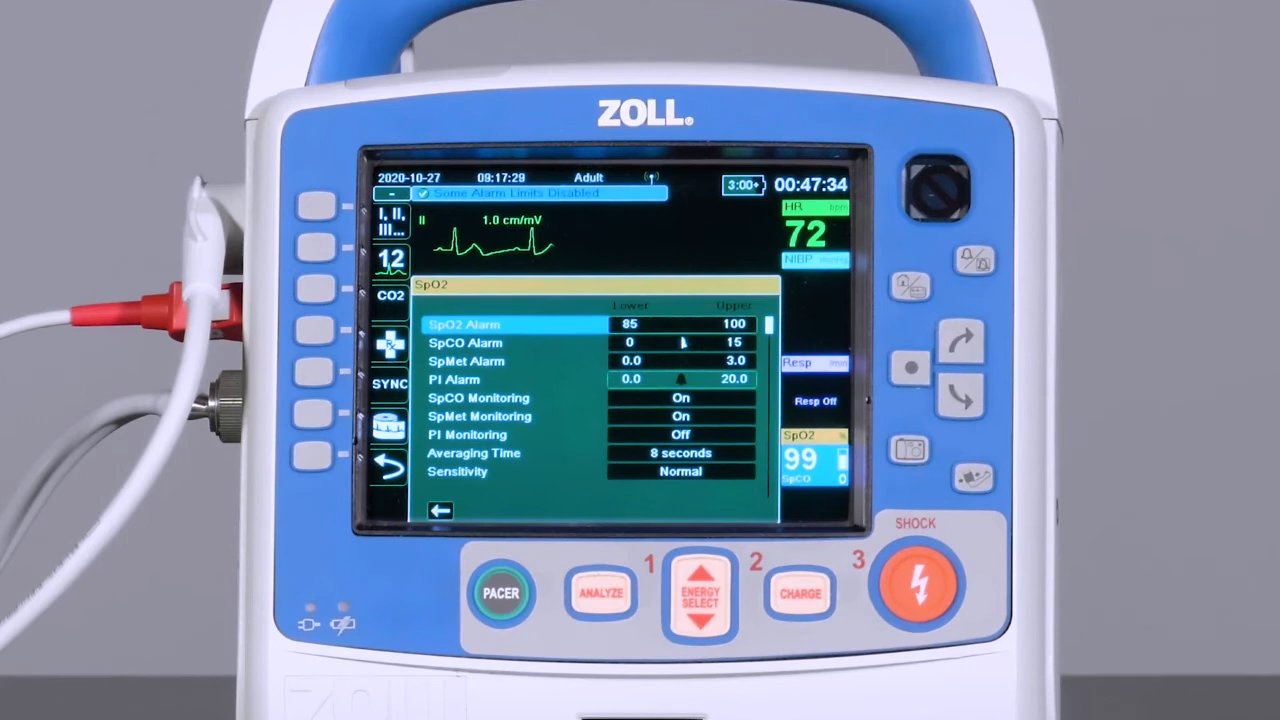 ZOLL®
2020-10-27 09:17:29 Adult 3:00+ 00:47:34
- Some Alarm Limits Disabled
I, II, III...
II 1.0 cm/mV
HR bpm
72
12
NIBP mmHg
CO2
SpO2
Lower Upper
SpO2 Alarm 85 100
SpCO Alarm 0 15
SpMet Alarm 0.0 3.0
PI Alarm 0.0 20.0
SpCO Monitoring On
SpMet Monitoring On
PI Monitoring Off
Averaging Time 8 seconds
Sensitivity Normal
Rx
SYNC
Resp
Resp Off
SpO2 %
99
SpCO 0
SHOCK
1 2 3
PACER
ANALYZE
ENERGY
SELECT
CHARGE
ZOLL